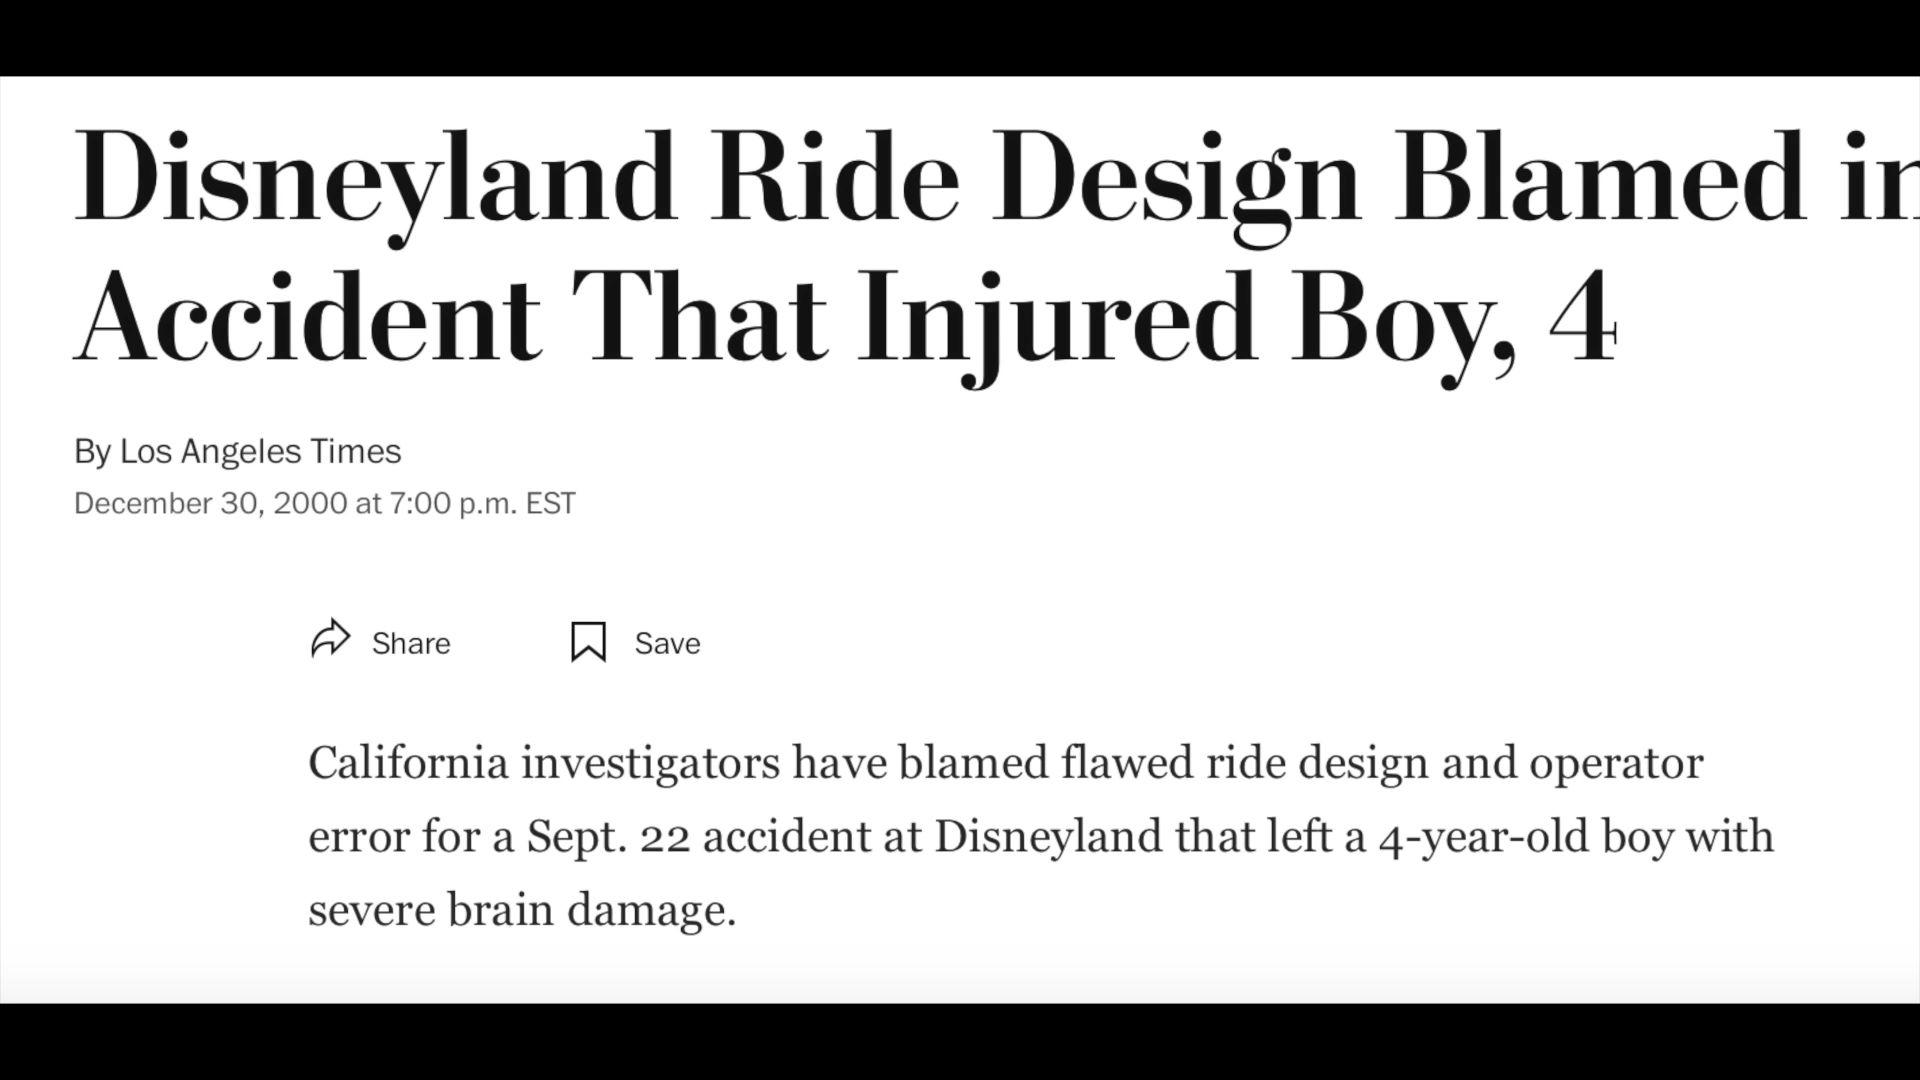 Disneyland Ride Design Blamed in
Accident That Injured Boy, 4
By Los Angeles Times
December 30, 2000 at 7:00 p.m. EST
Share Save
California investigators have blamed flawed ride design and operator
error for a Sept. 22 accident at Disneyland that left a 4-year-old boy with
severe brain damage.